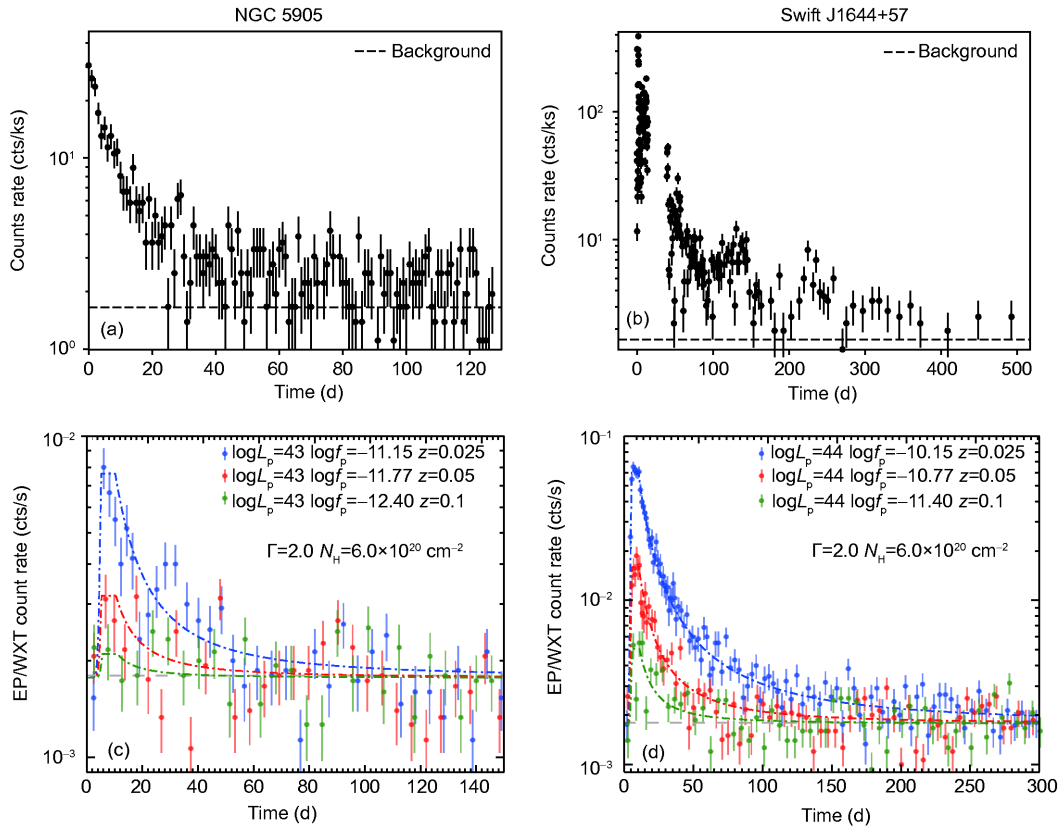 NGC 5905
Swift J1644+57
Background
Counts rate (cts/ks)
10¹
10⁰
(a)
0 20 40 60 80 100 120
Time (d)
Background
Counts rate (cts/ks)
10²
10¹
(b)
0 100 200 300 400 500
Time (d)
10⁻²
10⁻³
EP/WXT count rate (cts/s)
logLₚ=43 logfₚ=−11.15 z=0.025
logLₚ=43 logfₚ=−11.77 z=0.05
logLₚ=43 logfₚ=−12.40 z=0.1
Γ=2.0 N_H=6.0×10²⁰ cm⁻²
(c)
0 20 40 60 80 100 120 140
Time (d)
10⁻¹
10⁻²
10⁻³
EP/WXT count rate (cts/s)
logLₚ=44 logfₚ=−10.15 z=0.025
logLₚ=44 logfₚ=−10.77 z=0.05
logLₚ=44 logfₚ=−11.40 z=0.1
Γ=2.0 N_H=6.0×10²⁰ cm⁻²
(d)
0 50 100 150 200 250 300
Time (d)